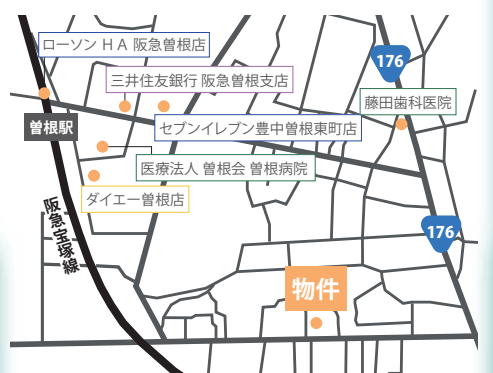 ローソン HA 阪急曽根店
176
三井住友銀行 阪急曽根支店
藤田歯科医院
曽根駅
セブンイレブン豊中曽根東町店
医療法人 曽根会 曽根病院
ダイエー曽根店
阪急宝塚線
176
物件